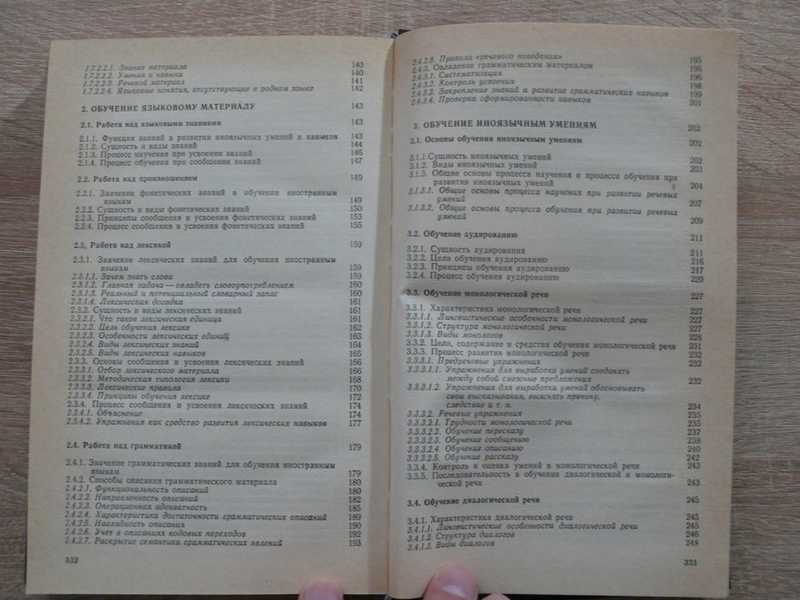 1.7.2.2.1. Знания материала 140
1.7.2.2.2. Умения и навыки 140
1.7.2.2.3. Речевой материал 141
1.7.2.2.4. Языковые понятия, отсутствующие в родном языке 142
2. ОБУЧЕНИЕ ЯЗЫКОВОМУ МАТЕРИАЛУ 143
2.1. Работа над языковыми знаниями 143
2.1.1. Функция знаний в развитии иноязычных умений и навыков 143
2.1.2. Сущность и виды знаний 144
2.1.3. Процесс научения при усвоении знаний 146
2.1.4. Процесс обучения при сообщении знаний 147
2.2. Работа над произношением 149
2.2.1. Значение фонетических знаний в обучении иностранным
языкам 149
2.2.2. Сущность и виды фонетических знаний 150
2.2.3. Принципы сообщения и усвоения фонетических знаний 153
2.2.4. Процесс сообщения и усвоения фонетических знаний 155
2.3. Работа над лексикой 159
2.3.1. Значение лексических знаний для обучения иностранным
языкам 159
2.3.1.1. Зачем знать слова 159
2.3.1.2. Главная задача — овладеть словоупотреблением 160
2.3.1.3. Реальный и потенциальный словарный запас 160
2.3.1.4. Лексическая догадка 161
2.3.2. Сущность и виды лексических знаний 161
2.3.2.1. Что такое лексическая единица 161
2.3.2.2. Цели обучения лексике 162
2.3.2.3. Особенности лексических единиц 163
2.3.2.4. Виды лексических знаний 164
2.3.2.5. Виды лексических навыков 165
2.3.3. Основы сообщения и усвоения лексических знаний 166
2.3.3.1. Отбор лексического материала 166
2.3.3.2. Методическая типология лексики 168
2.3.3.3. Лексические правила 170
2.3.3.4. Принципы обучения лексике 172
2.3.4. Процесс сообщения и усвоения лексических знаний 174
2.3.4.1. Объяснение 174
2.3.4.2. Упражнения как средство развития лексических навыков 177
2.4. Работа над грамматикой 179
2.4.1. Значение грамматических знаний для обучения иностранным
языкам 179
2.4.2. Способы описания грамматического материала 180
2.4.2.1. Функциональность описаний 180
2.4.2.2. Направленность описаний 182
2.4.2.3. Операционная адекватность 185
2.4.2.4. Характеристика достаточности грамматических описаний 189
2.4.2.5. Наглядность описания 190
2.4.2.6. Учет в описаниях кодовых переходов 192
2.4.2.7. Раскрытие семантики грамматических явлений 193
332
2.4.2.8. Правила «речевого поведения» 195
2.4.3. Овладение грамматическим материалом 196
2.4.3.1. Систематизация 196
2.4.3.2. Контроль усвоения 198
2.4.3.3. Закрепление знаний и развитие грамматических навыков 199
2.4.3.4. Проверка сформированности навыков 201
3. ОБУЧЕНИЕ ИНОЯЗЫЧНЫМ УМЕНИЯМ 202
3.1. Основы обучения иноязычным умениям 202
3.1.1 Сущность иноязычных умений 202
3.1.2. Виды иноязычных умений 203
3.1.3. Общие основы процесса научения и процесса обучения при
развитии иноязычных умений 204
3.1.3.1. Общие основы процесса научения при развитии речевых
умений 207
3.1.3.2. Общие основы процесса обучения при развитии речевых
умений 209
3.2. Обучение аудированию 211
3.2.1. Сущность аудирования 211
3.2.2. Цели обучения аудированию 216
3.2.3. Принципы обучения аудированию 217
3.2.4. Процесс обучения аудированию 220
3.3. Обучение монологической речи 227
3.3.1. Характеристика монологической речи 227
3.3.1.1. Лингвистические особенности монологической речи 227
3.3.1.2. Структура монологической речи 227
3.3.1.3. Виды монологов 228
3.3.2. Цели, содержание и средства обучения монологической речи 231
3.3.3. Процесс развития монологической речи 232
3.3.3.1. Предречевые упражнения
3.3.3.1.1. Упражнения для выработки умений соединять
между собой смежные предложения 232
3.3.3.1.2. Упражнения для выработки умений обосновывать
свои высказывания, выяснять причину,
следствие и т. п. 234
3.3.3.2. Речевые упражнения 235
3.3.3.2.1. Трудности монологической речи 235
3.3.3.2.2. Обучение пересказу 237
3.3.3.2.3. Обучение сообщению 238
3.3.3.2.4. Обучение описанию 240
3.3.3.2.5. Обучение рассказу 242
3.3.4. Контроль и оценка умений в монологической речи 243
3.3.5. Последовательность в обучении диалогической и монологи-
ческой речи 243
3.4. Обучение диалогической речи 245
3.4.1. Характеристика диалогической речи 245
3.4.1.1. Лингвистические особенности диалогической речи 245
3.4.1.2. Структура диалогов 246
3.4.1.3. Виды диалогов 248
333